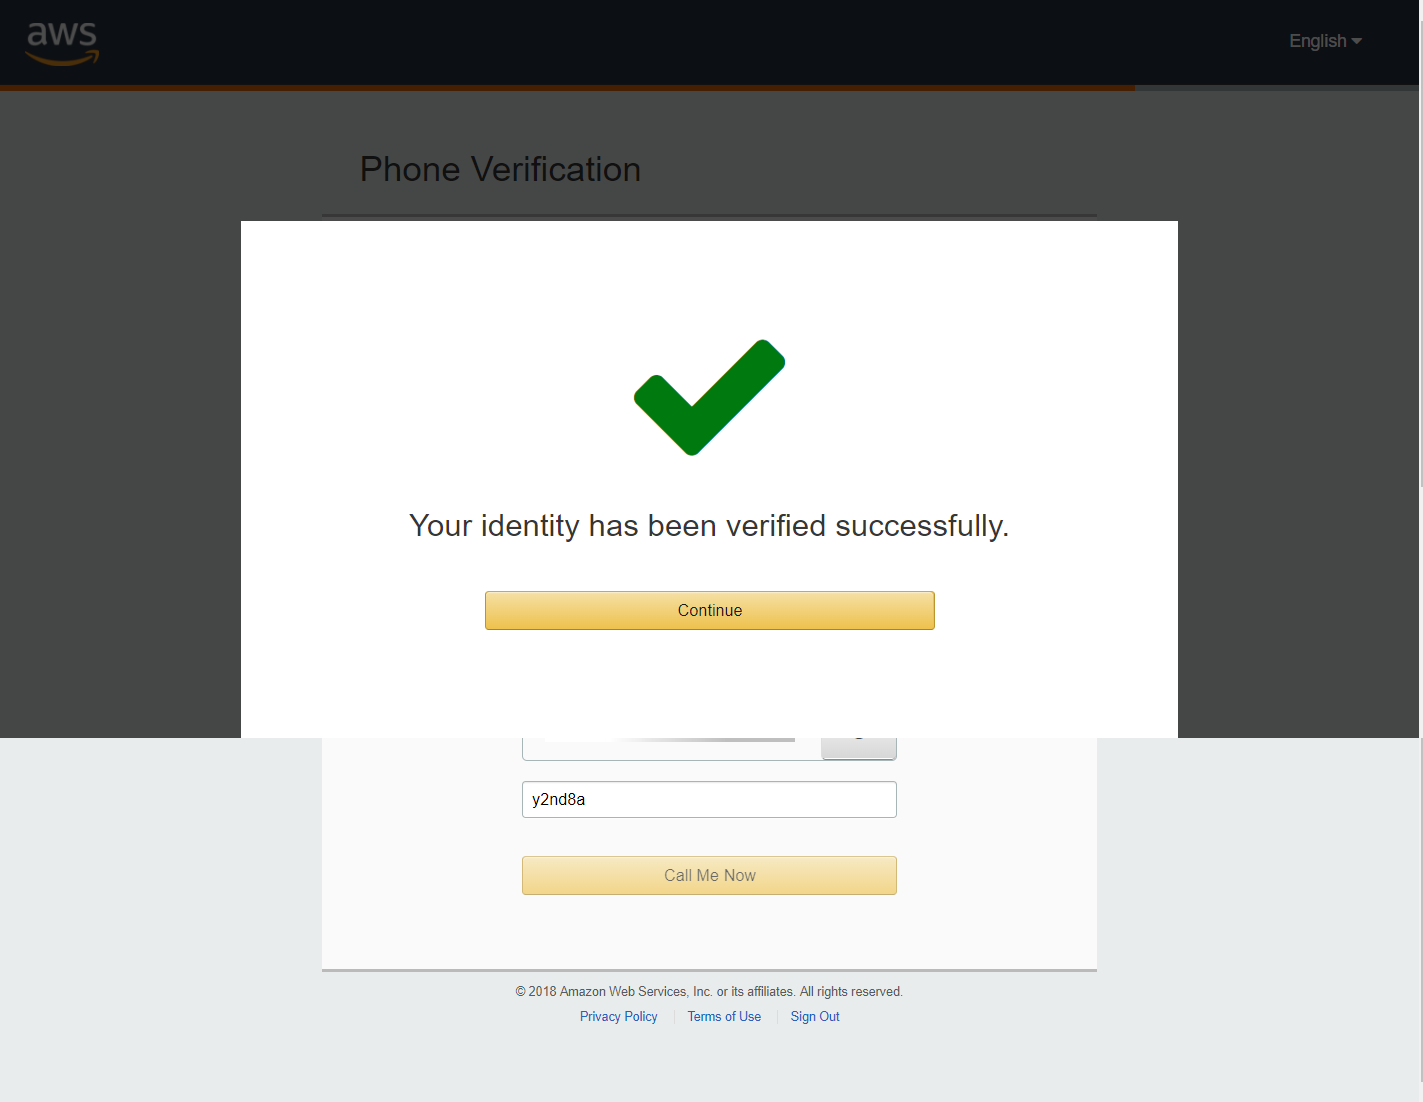 aws
English
Phone Verification
Your identity has been verified successfully.
Continue
y2nd8a
Call Me Now
© 2018 Amazon Web Services, Inc. or its affiliates. All rights reserved.
Privacy Policy Terms of Use Sign Out